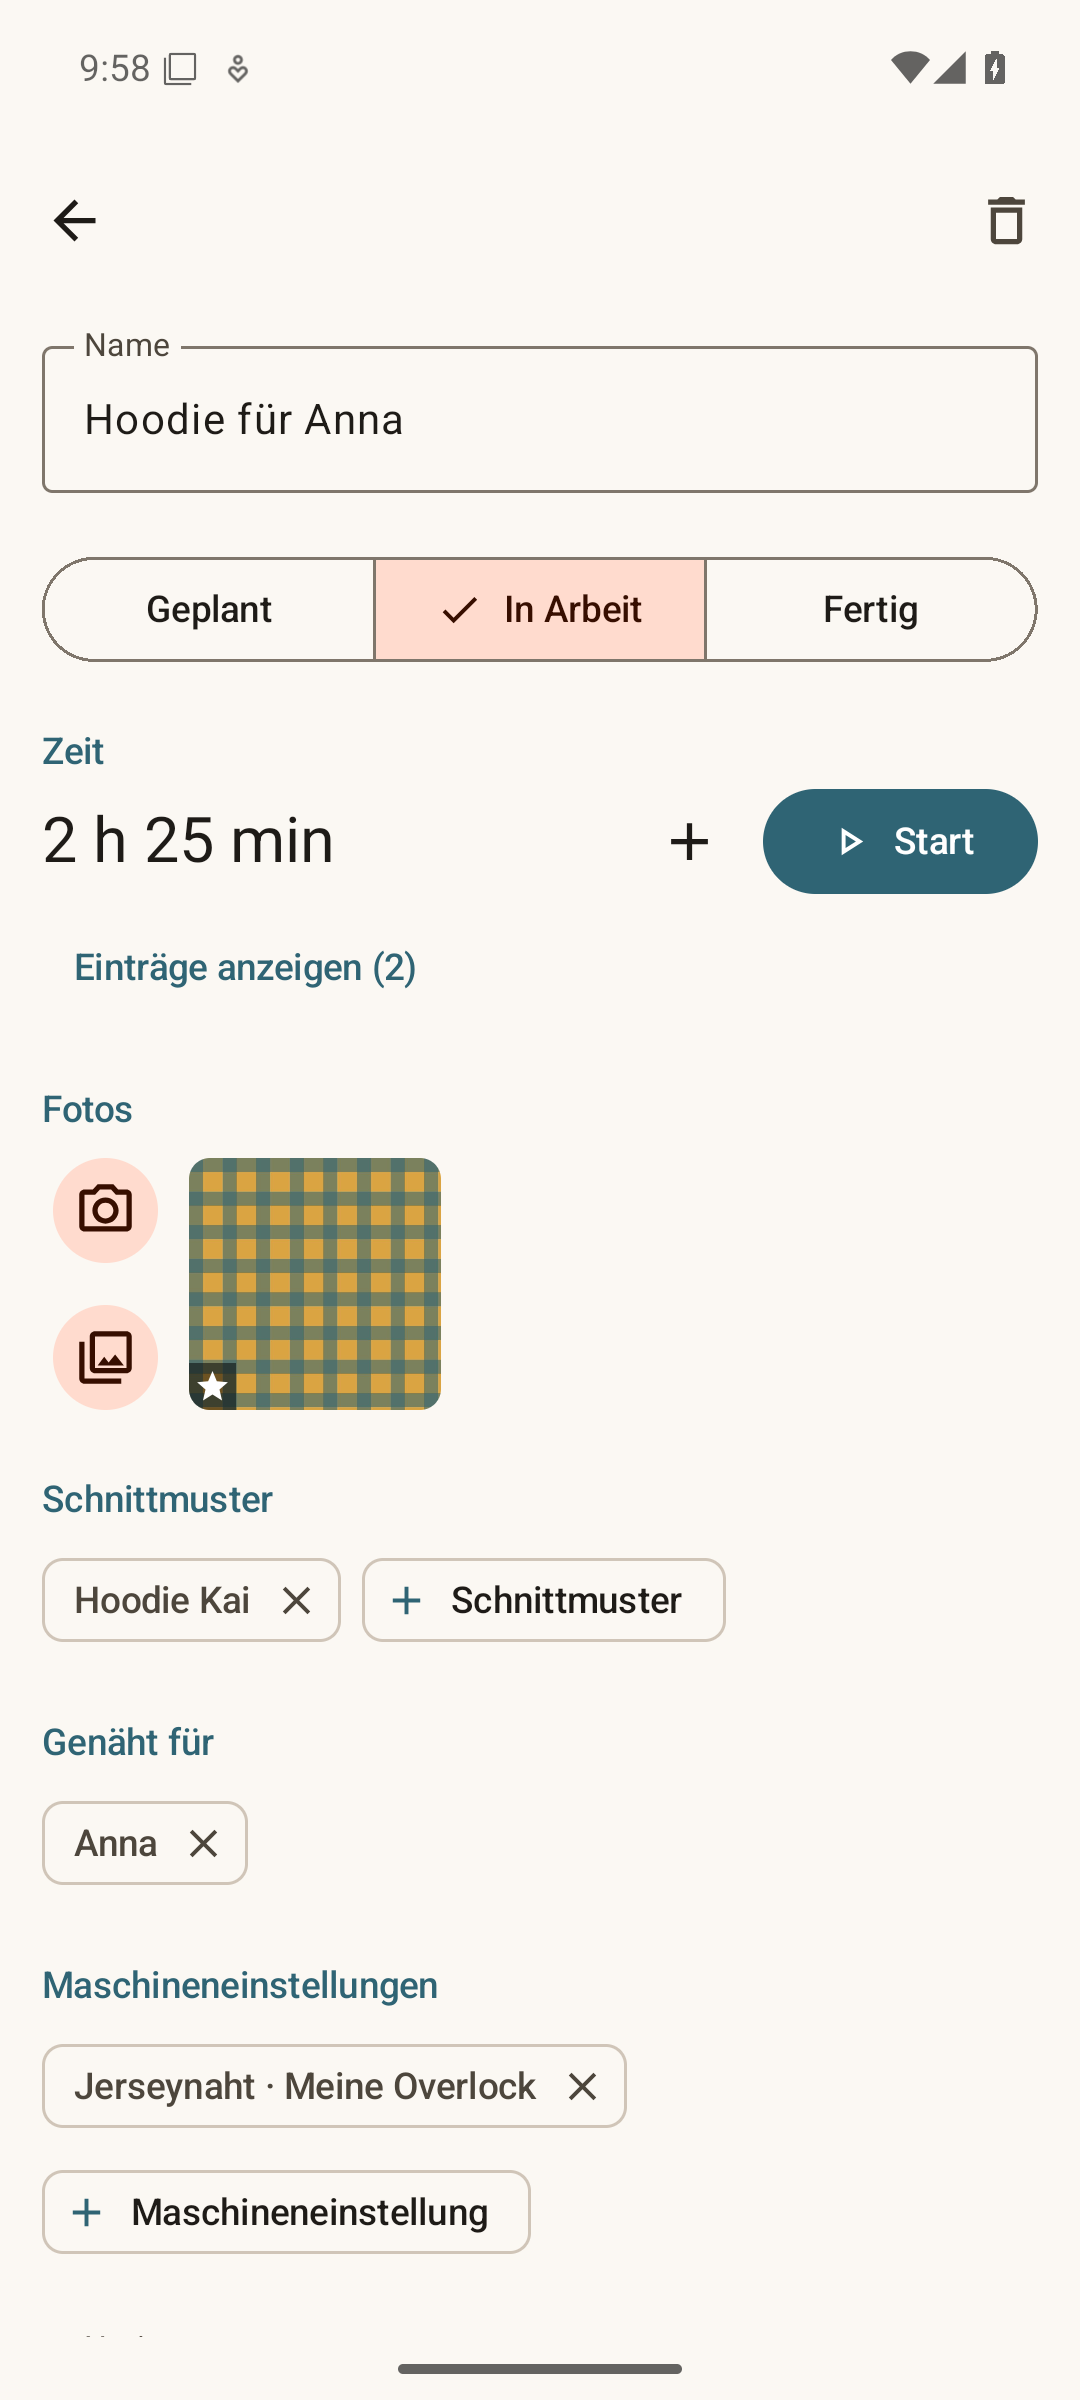 9:58
Name
Hoodie für Anna
Geplant
In Arbeit
Fertig
Zeit
2 h 25 min
Start
Einträge anzeigen (2)
Fotos
Schnittmuster
Hoodie Kai
Schnittmuster
Genäht für
Anna
Maschineneinstellungen
Jerseynaht · Meine Overlock
Maschineneinstellung